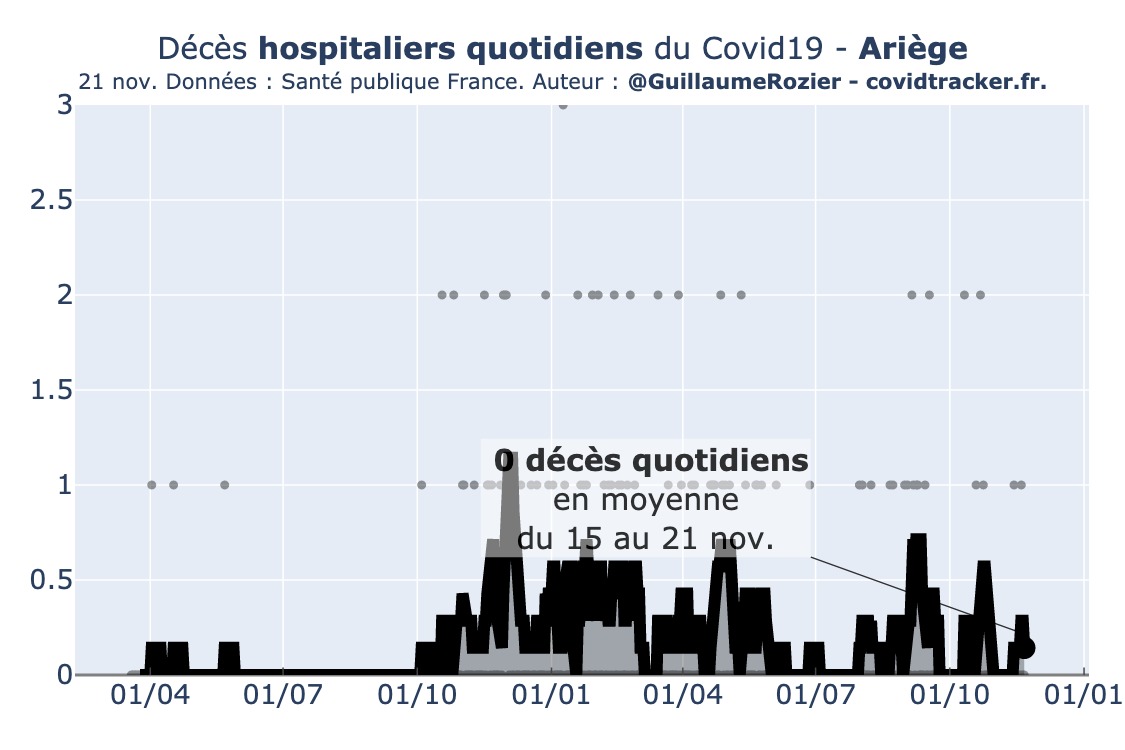 Décès hospitaliers quotidiens du Covid19 - Ariège
21 nov. Données : Santé publique France. Auteur : @GuillaumeRozier - covidtracker.fr.
3
2.5
2
1.5
1
0.5
0
0 décès quotidiens
en moyenne
du 15 au 21 nov.
01/04 01/07 01/10 01/01 01/04 01/07 01/10 01/01